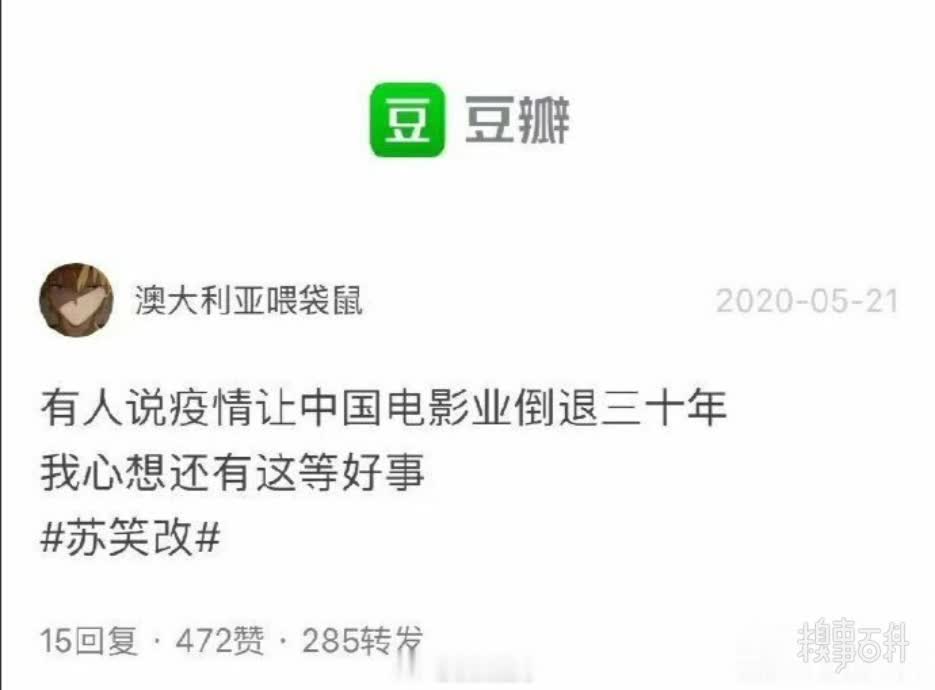 豆 豆瓣
澳大利亚喂袋鼠 2020-05-21
有人说疫情让中国电影业倒退三十年
我心想还有这等好事
#苏笑改#
15回复 · 472赞 · 285转发
糗事百科